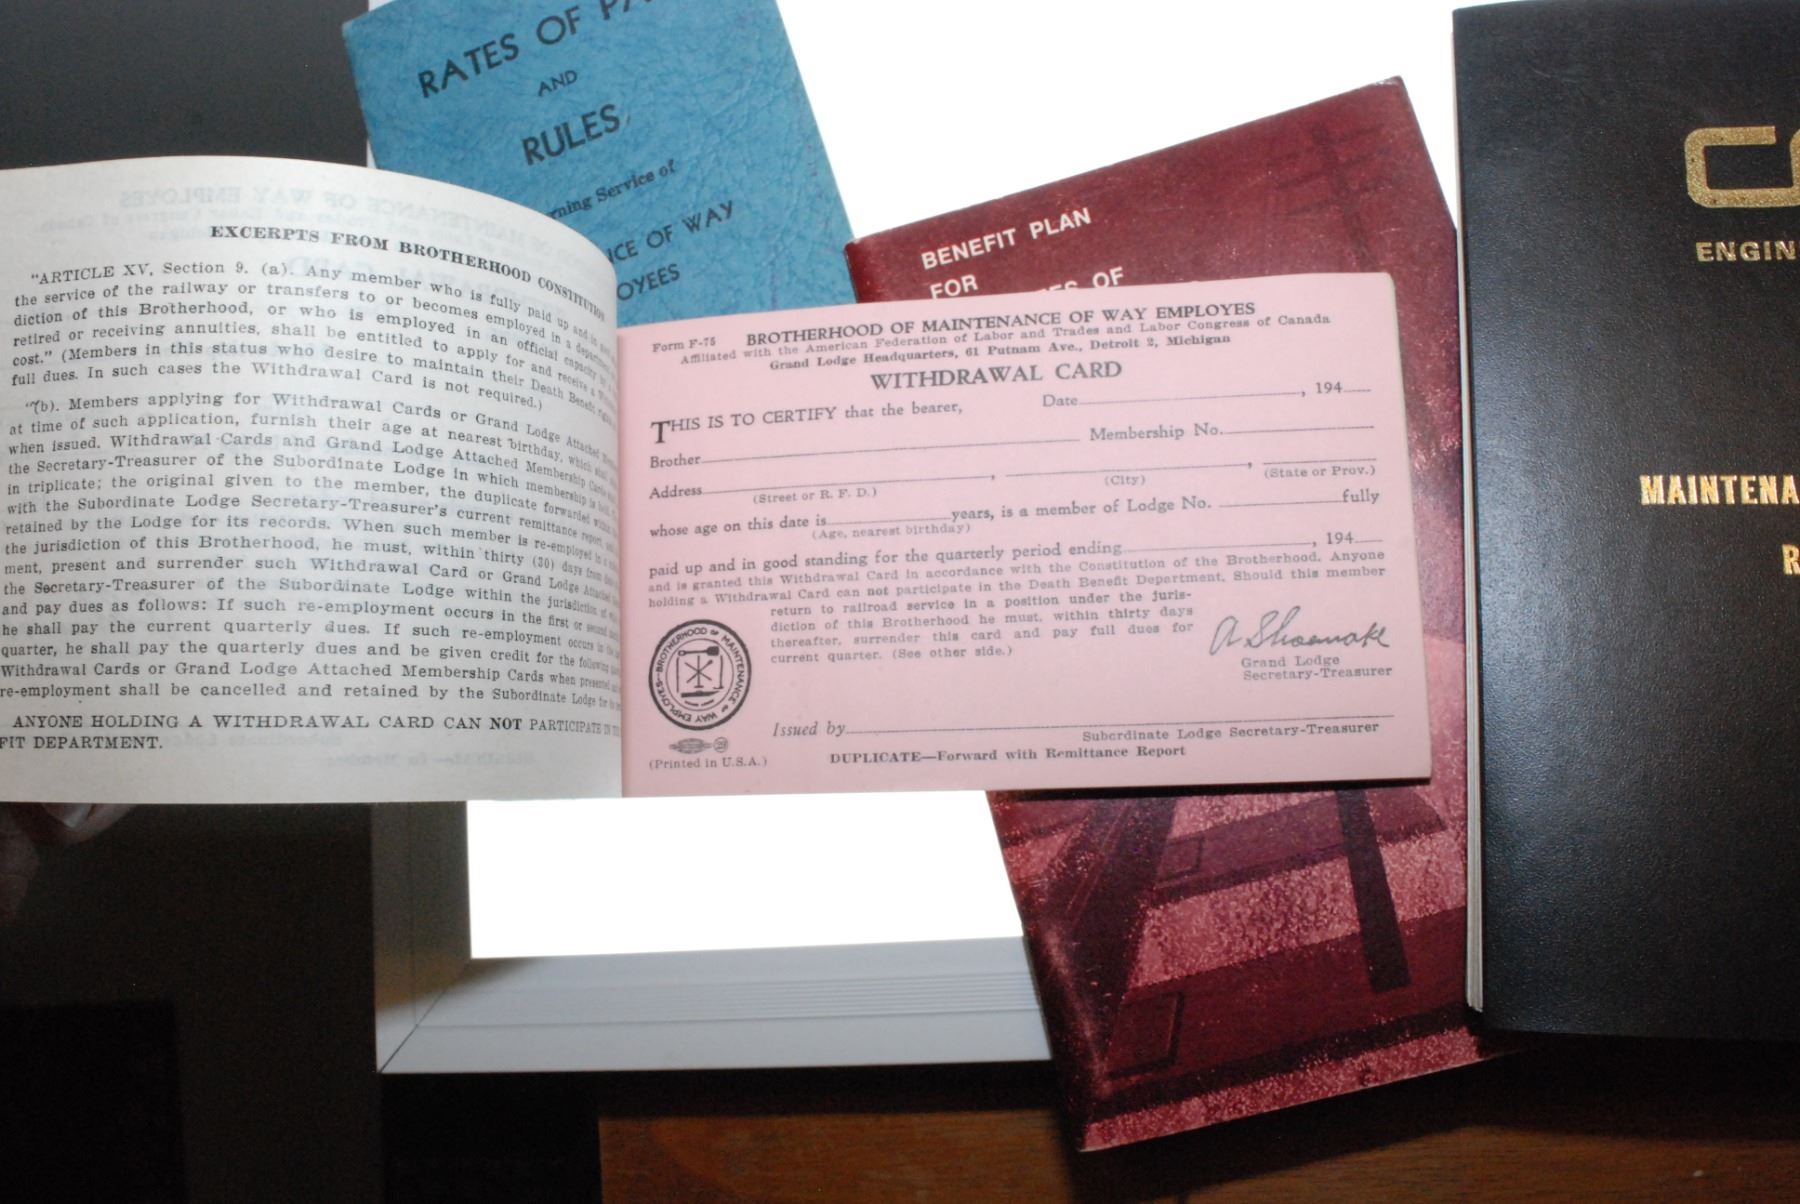 RATES OF
AND
RULES
Service of
OF WAY
BENEFIT PLAN
FOR
OF
ENGIN
MAINTENA
R
EXCERPTS FROM BROTHERHOOD CONSTITUTION
"ARTICLE XV, Section 9. (a). Any member who is fully paid up and in
the service of the railway or transfers to or becomes employed in a
diction of this Brotherhood, or who is employed in an official capacity
retired or receiving annuities, shall be entitled to apply for and receive a
cost." (Members in this status who desire to maintain their Death Benefit
full dues. In such cases the Withdrawal Card is not required.)
"(b). Members applying for Withdrawal Cards or Grand Lodge Attached
at time of such application, furnish their age at nearest birthday, which
when issued. Withdrawal Cards and Grand Lodge Attached Membership Cards
the Secretary-Treasurer of the Subordinate Lodge in which membership is
in triplicate; the original given to the member, the duplicate forwarded
with the Subordinate Lodge Secretary-Treasurer's current remittance report
retained by the Lodge for its records. When such member is re-employed in
the jurisdiction of this Brotherhood, he must, within thirty (30) days from
ment, present and surrender such Withdrawal Card or Grand Lodge Attached
the Secretary-Treasurer of the Subordinate Lodge within the jurisdiction of
and pay dues as follows: If such re-employment occurs in the first or second
he shall pay the current quarterly dues. If such re-employment occurs in the
quarter, he shall pay the quarterly dues and be given credit for the following
Withdrawal Cards or Grand Lodge Attached Membership Cards when presented
re-employment shall be cancelled and retained by the Subordinate Lodge for
ANYONE HOLDING A WITHDRAWAL CARD CAN NOT PARTICIPATE IN
FIT DEPARTMENT.
Form F-75 BROTHERHOOD OF MAINTENANCE OF WAY EMPLOYES
Affiliated with the American Federation of Labor and Trades and Labor Congress of Canada
Grand Lodge Headquarters, 61 Putnam Ave., Detroit 2, Michigan
WITHDRAWAL CARD
Date , 194
THIS IS TO CERTIFY that the bearer,
Brother Membership No.
Address , ,
(Street or R. F. D.) (City) (State or Prov.)
whose age on this date is years, is a member of Lodge No. fully
(Age, nearest birthday)
paid up and in good standing for the quarterly period ending , 194
and is granted this Withdrawal Card in accordance with the Constitution of the Brotherhood. Anyone
holding a Withdrawal Card can not participate in the Death Benefit Department. Should this member
return to railroad service in a position under the juris-
diction of this Brotherhood he must, within thirty days
thereafter, surrender this card and pay full dues for
current quarter. (See other side.)
A Shoemake
Grand Lodge
Secretary-Treasurer
BROTHERHOOD OF MAINTENANCE OF WAY EMPLOYES
Issued by
Subordinate Lodge Secretary-Treasurer
(Printed in U.S.A.) DUPLICATE—Forward with Remittance Report